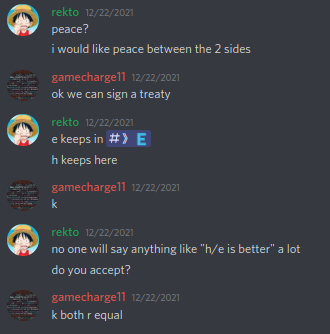 rekto 12/22/2021
peace?
i would like peace between the 2 sides
gamecharge11 12/22/2021
ok we can sign a treaty
rekto 12/22/2021
e keeps in #》E
h keeps here
gamecharge11 12/22/2021
k
rekto 12/22/2021
no one will say anything like "h/e is better" a lot
do you accept?
gamecharge11 12/22/2021
k both r equal